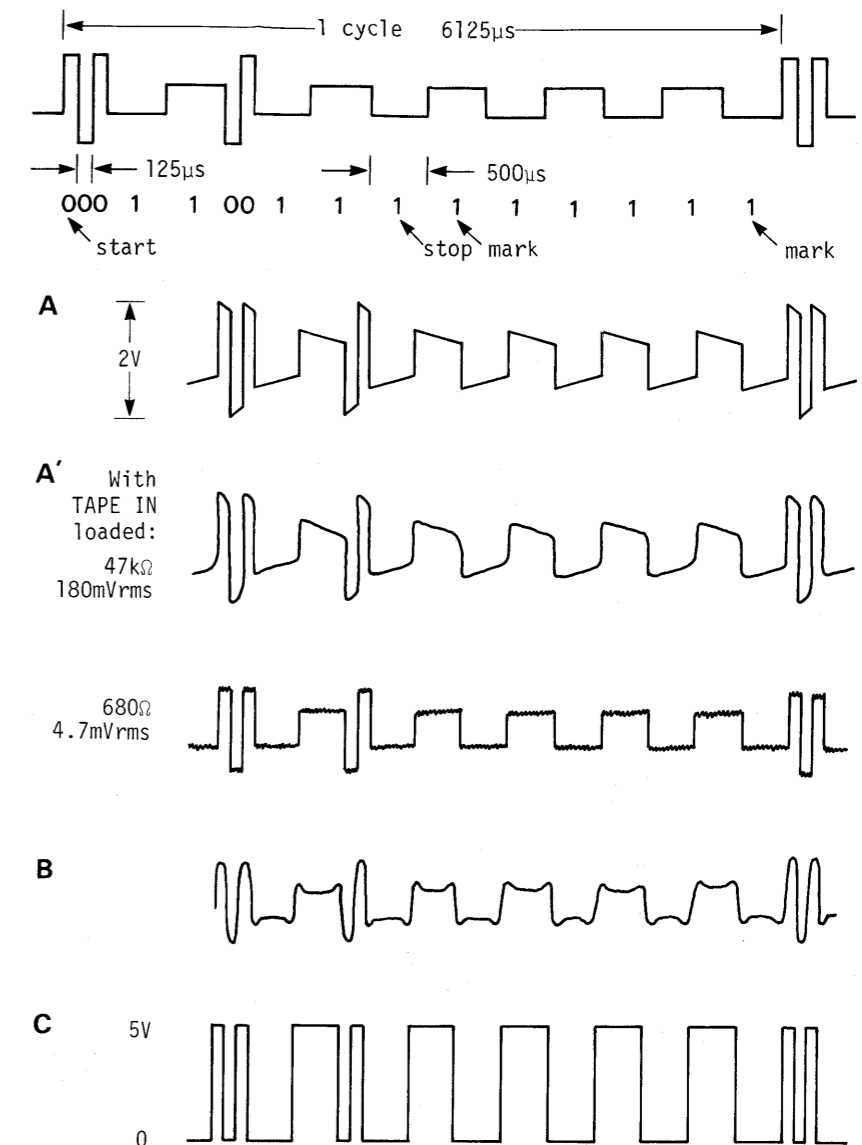 1 cycle 6125µs
125µs
500µs
000 1 1 00 1 1 1 1 1 1 1 1 1
start
stop mark
mark
A
2V
A′
With
TAPE IN
loaded:
47kΩ
180mVrms
680Ω
4.7mVrms
B
C
5V
0